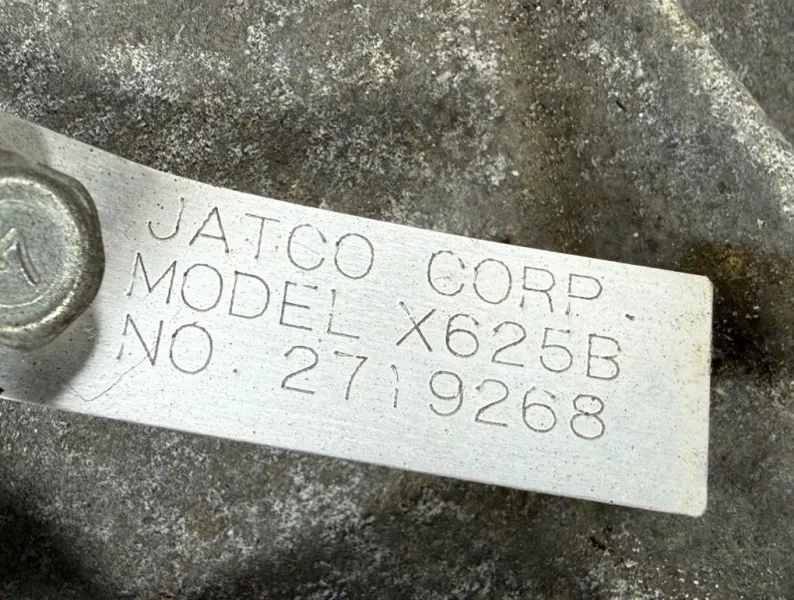 JATCO CORP.
MODEL X625B
NO. 2719268